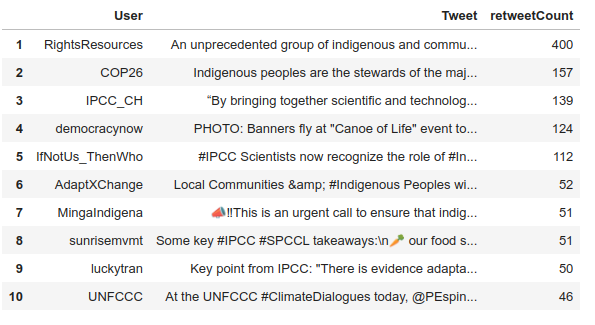 User Tweet retweetCount
1 RightsResources An unprecedented group of indigenous and commu... 400
2 COP26 Indigenous peoples are the stewards of the maj... 157
3 IPCC_CH “By bringing together scientific and technolog... 139
4 democracynow PHOTO: Banners fly at "Canoe of Life" event to... 124
5 IfNotUs_ThenWho #IPCC Scientists now recognize the role of #In... 112
6 AdaptXChange Local Communities &amp; #Indigenous Peoples wi... 52
7 MingaIndigena 📣‼This is an urgent call to ensure that indig... 51
8 sunrisemvmt Some key #IPCC #SPCCL takeaways:\n🥕 our food s... 51
9 luckytran Key point from IPCC: "There is evidence adapta... 50
10 UNFCCC At the UNFCCC #ClimateDialogues today, @PEspin... 46